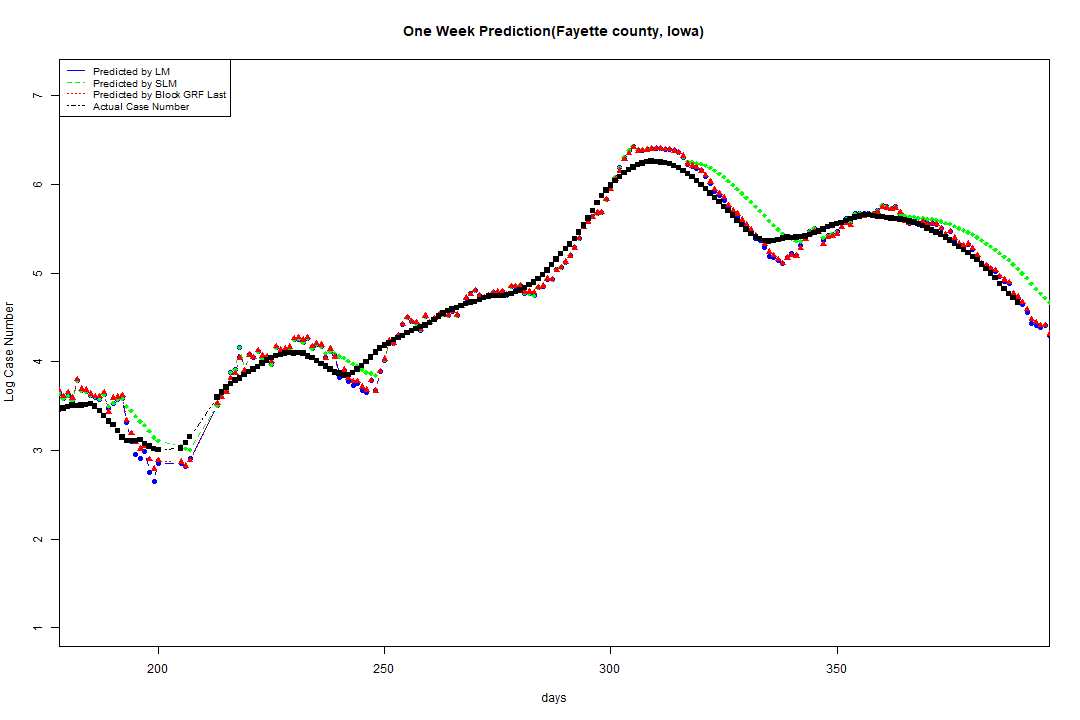 One Week Prediction(Fayette county, Iowa)
Predicted by LM
Predicted by SLM
Predicted by Block GRF Last
Actual Case Number
7
6
5
4
3
2
1
Log Case Number
200
250
300
350
days